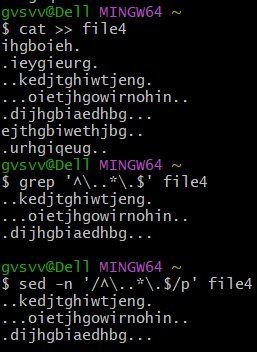 gvsvv@Dell MINGW64 ~
$ cat >> file4
ihgboieh.
.ieygieurg.
..kedjtghiwtjeng.
...oietjhgowirnohin..
.dijhgbiaedhbg...
ejthgbiwethjbg..
.urhgiqeug..
gvsvv@Dell MINGW64 ~
$ grep '^\..*\.$' file4
..kedjtghiwtjeng.
...oietjhgowirnohin..
.dijhgbiaedhbg...
gvsvv@Dell MINGW64 ~
$ sed -n '/^\..*\.$/p' file4
..kedjtghiwtjeng.
...oietjhgowirnohin..
.dijhgbiaedhbg...